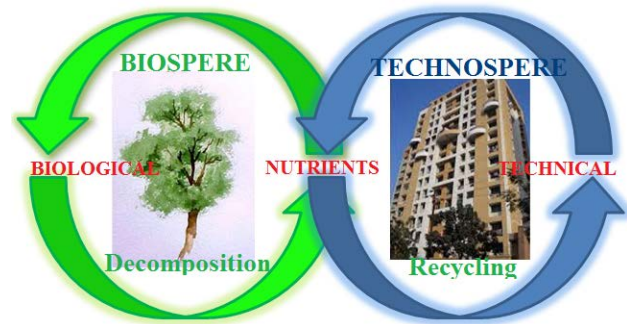 BIOSPERE TECHNOSPERE
BIOLOGICAL NUTRIENTS TECHNICAL
Decomposition Recycling